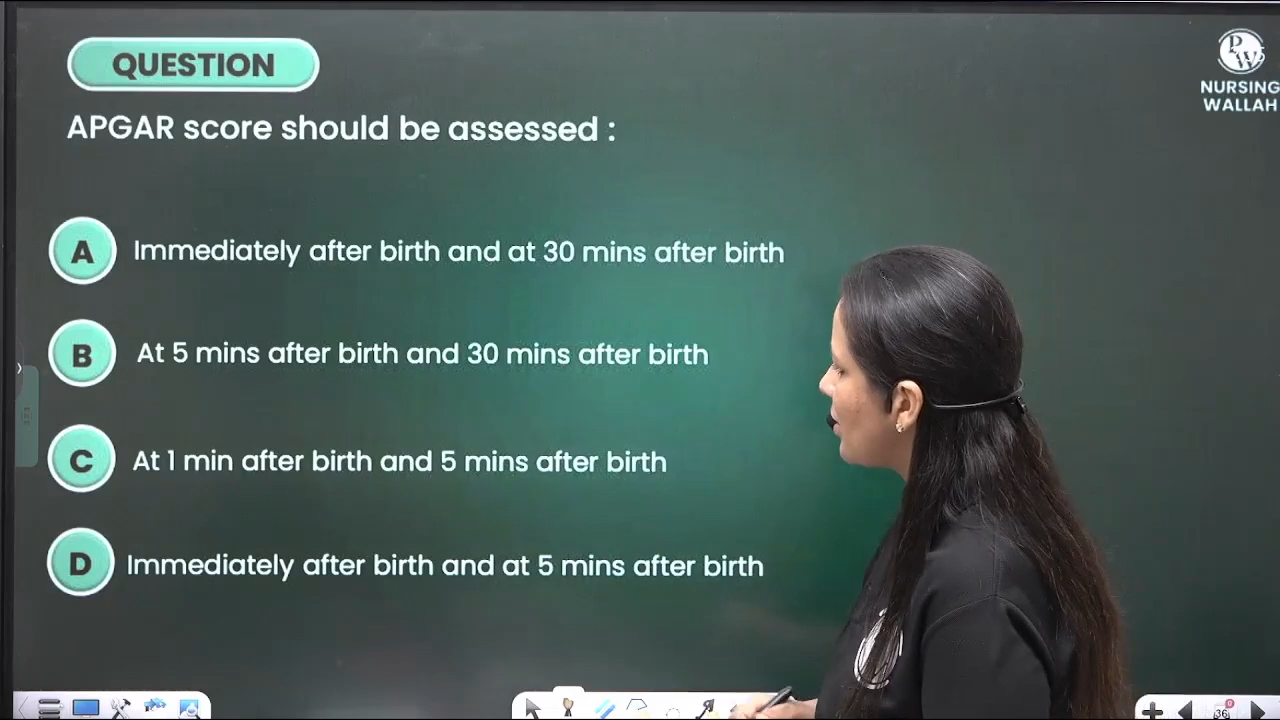 QUESTION
PW
NURSING
WALLAH
APGAR score should be assessed :
A Immediately after birth and at 30 mins after birth
B At 5 mins after birth and 30 mins after birth
C At 1 min after birth and 5 mins after birth
D Immediately after birth and at 5 mins after birth
36